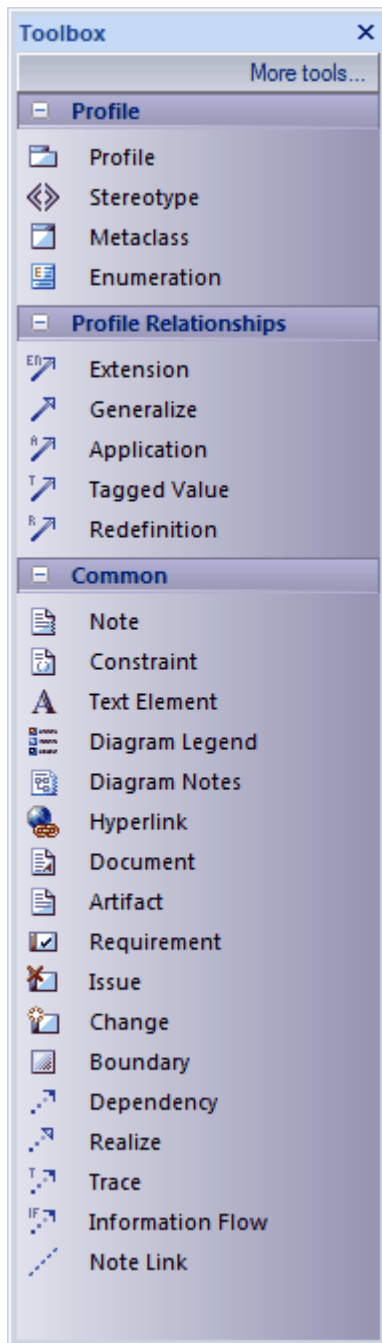 Toolbox
More tools...
Profile
Profile
Stereotype
Metaclass
Enumeration
Profile Relationships
Extension
Generalize
Application
Tagged Value
Redefinition
Common
Note
Constraint
Text Element
Diagram Legend
Diagram Notes
Hyperlink
Document
Artifact
Requirement
Issue
Change
Boundary
Dependency
Realize
Trace
Information Flow
Note Link